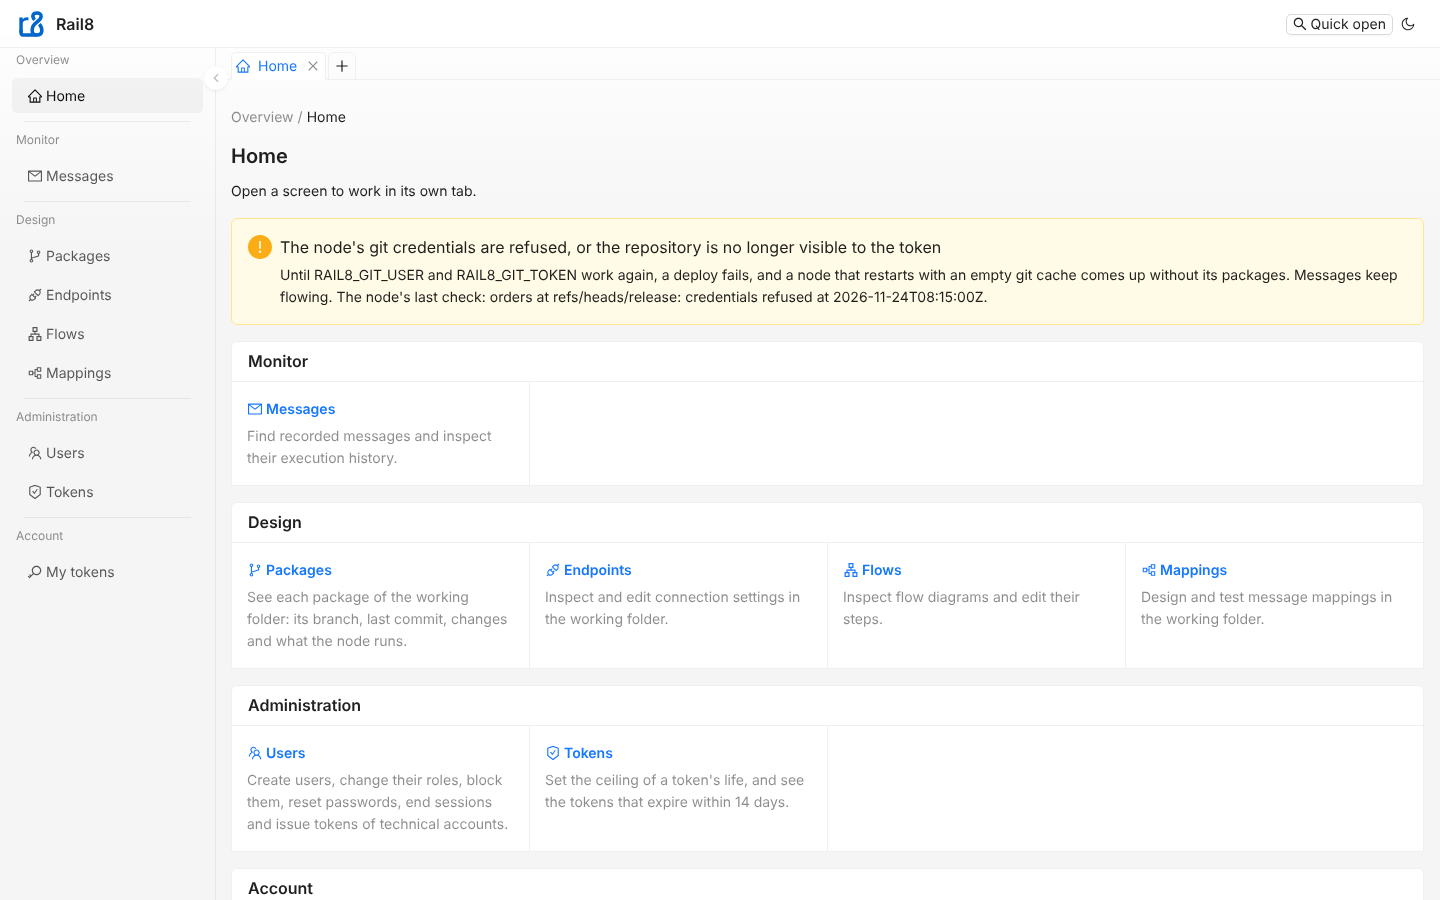 Rail8
Quick open
Overview
Home
Monitor
Messages
Design
Packages
Endpoints
Flows
Mappings
Administration
Users
Tokens
Account
My tokens
Home
Overview / Home
Home
Open a screen to work in its own tab.
The node's git credentials are refused, or the repository is no longer visible to the token
Until RAIL8_GIT_USER and RAIL8_GIT_TOKEN work again, a deploy fails, and a node that restarts with an empty git cache comes up without its packages. Messages keep
flowing. The node's last check: orders at refs/heads/release: credentials refused at 2026-11-24T08:15:00Z.
Monitor
Messages
Find recorded messages and inspect
their execution history.
Design
Packages
See each package of the working
folder: its branch, last commit, changes
and what the node runs.
Endpoints
Inspect and edit connection settings in
the working folder.
Flows
Inspect flow diagrams and edit their
steps.
Mappings
Design and test message mappings in
the working folder.
Administration
Users
Create users, change their roles, block
them, reset passwords, end sessions
and issue tokens of technical accounts.
Tokens
Set the ceiling of a token's life, and see
the tokens that expire within 14 days.
Account